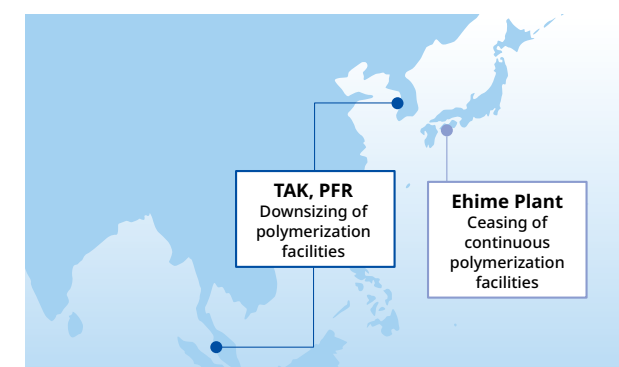 TAK, PFR
Downsizing of
polymerization
facilities
Ehime Plant
Ceasing of
continuous
polymerization
facilities